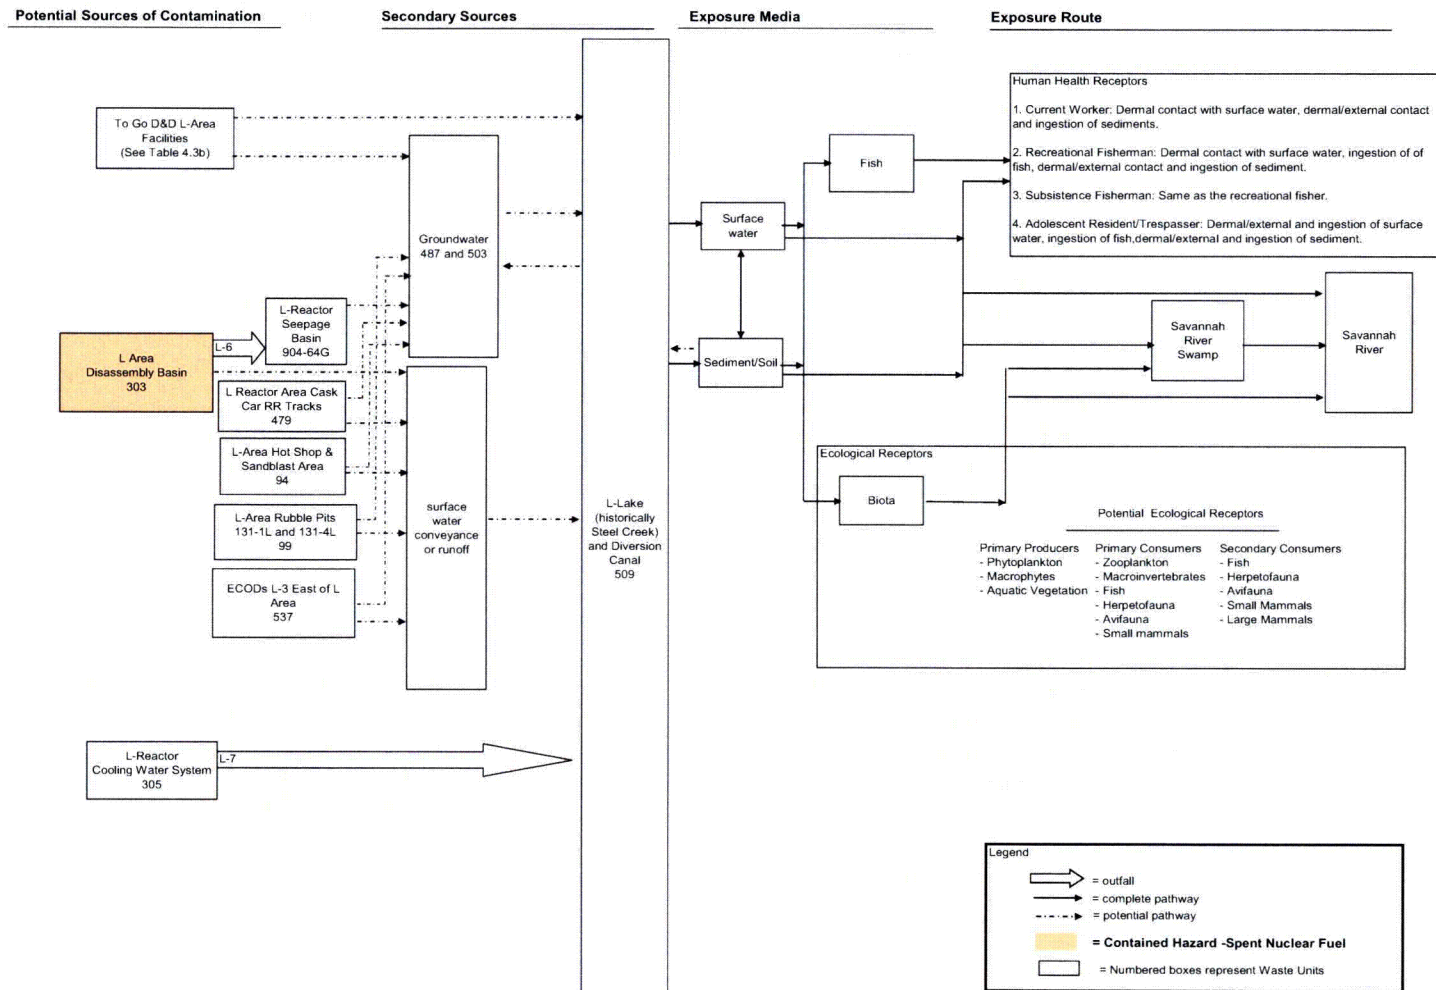 Potential Sources of Contamination
Secondary Sources
Exposure Media
Exposure Route
To Go D&D L-Area
Facilities
(See Table 4.3b)
L-Reactor
Seepage
Basin
904-64G
L-6
L Area
Disassembly Basin
303
L Reactor Area Cask
Car RR Tracks
479
L-Area Hot Shop &
Sandblast Area
94
L-Area Rubble Pits
131-1L and 131-4L
99
ECODs L-3 East of L
Area
537
L-Reactor
Cooling Water System
305
L-7
Groundwater
487 and 503
surface
water
conveyance
or runoff
L-Lake
(historically
Steel Creek)
and Diversion
Canal
509
Surface
water
Sediment/Soil
Fish
Human Health Receptors
1. Current Worker: Dermal contact with surface water, dermal/external contact
and ingestion of sediments.
2. Recreational Fisherman: Dermal contact with surface water, ingestion of of
fish, dermal/external contact and ingestion of sediment.
3. Subsistence Fisherman: Same as the recreational fisher.
4. Adolescent Resident/Trespasser: Dermal/external and ingestion of surface
water, ingestion of fish,dermal/external and ingestion of sediment.
Savannah
River
Swamp
Savannah
River
Ecological Receptors
Biota
Potential Ecological Receptors
Primary Producers
- Phytoplankton
- Macrophytes
- Aquatic Vegetation
Primary Consumers
- Zooplankton
- Macroinvertebrates
- Fish
- Herpetofauna
- Avifauna
- Small mammals
Secondary Consumers
- Fish
- Herpetofauna
- Avifauna
- Small Mammals
- Large Mammals
Legend
= outfall
= complete pathway
= potential pathway
= Contained Hazard -Spent Nuclear Fuel
= Numbered boxes represent Waste Units